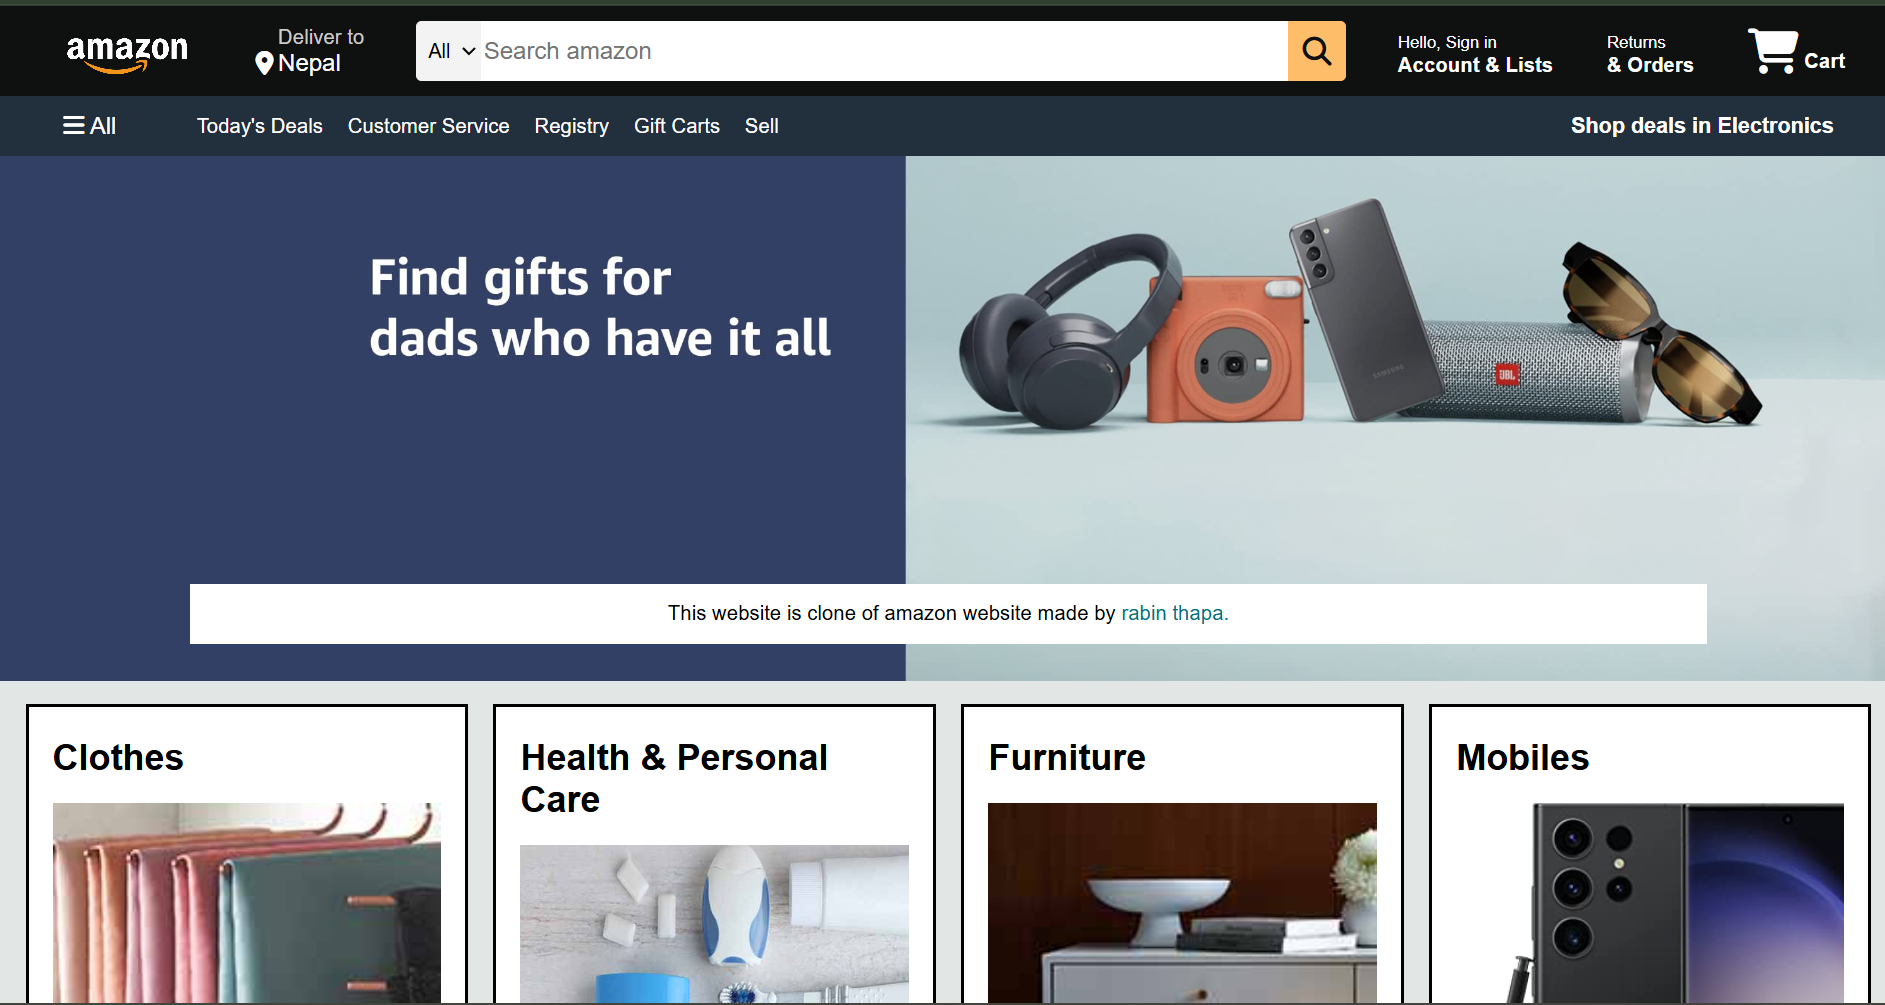 amazon
Deliver to
Nepal
All
Search amazon
Hello, Sign in
Account & Lists
Returns
& Orders
Cart
All
Today's Deals
Customer Service
Registry
Gift Carts
Sell
Shop deals in Electronics
Find gifts for
dads who have it all
SAMSUNG
JBL
This website is clone of amazon website made by rabin thapa.
Clothes
Health & Personal
Care
Furniture
Mobiles